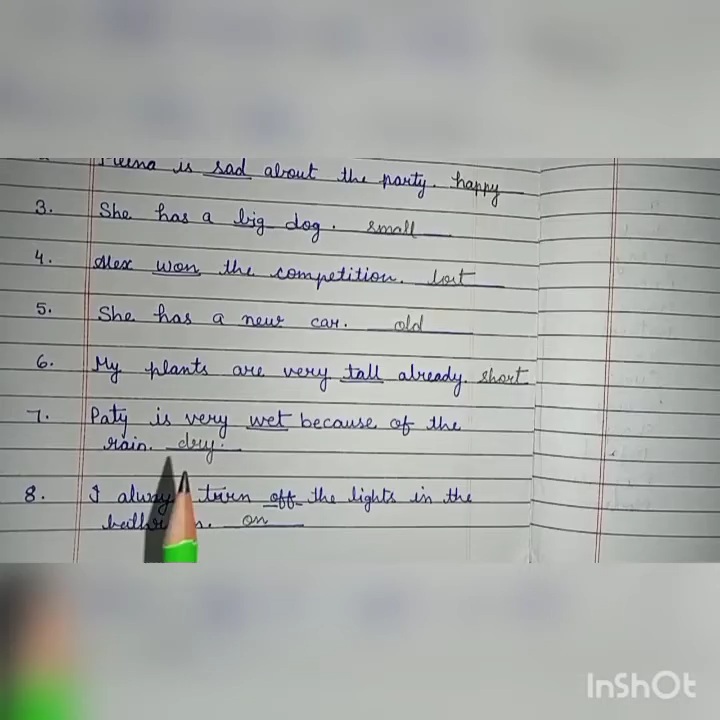 is sad about the party. happy
3. She has a big dog. small
4. Alex won the competition. lost
5. She has a new car. old
6. My plants are very tall already. short
7. Paty is very wet because of the
rain. dry.
8. I always turn off the lights in the
on
InShOt